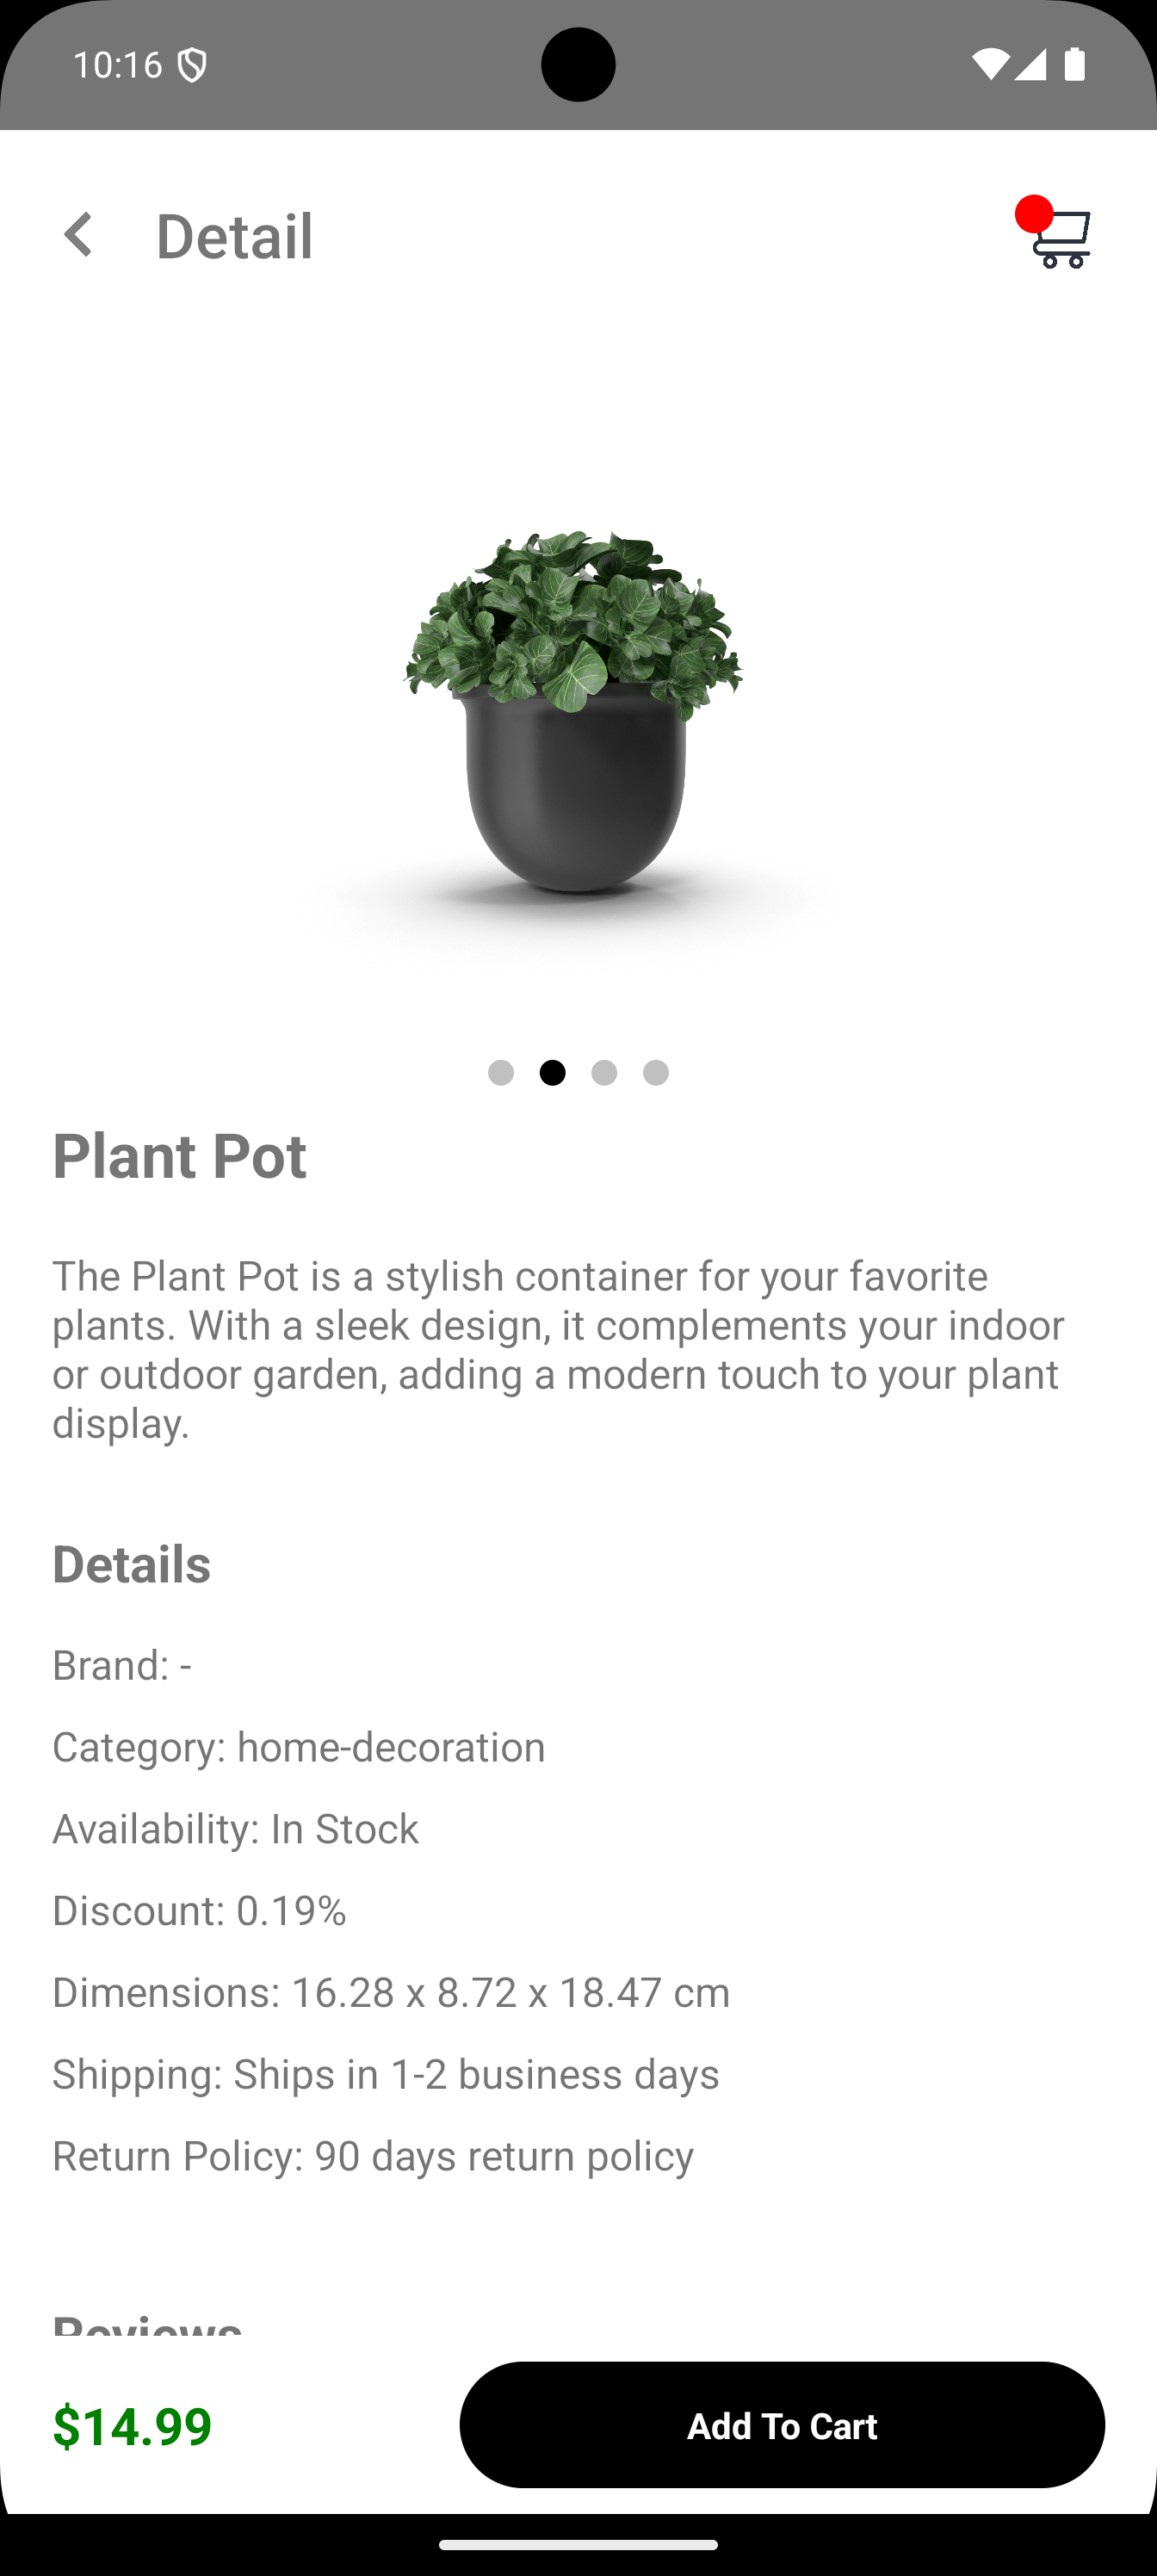 10:16
Detail
Plant Pot
The Plant Pot is a stylish container for your favorite
plants. With a sleek design, it complements your indoor
or outdoor garden, adding a modern touch to your plant
display.
Details
Brand: -
Category: home-decoration
Availability: In Stock
Discount: 0.19%
Dimensions: 16.28 x 8.72 x 18.47 cm
Shipping: Ships in 1-2 business days
Return Policy: 90 days return policy
Reviews
$14.99
Add To Cart